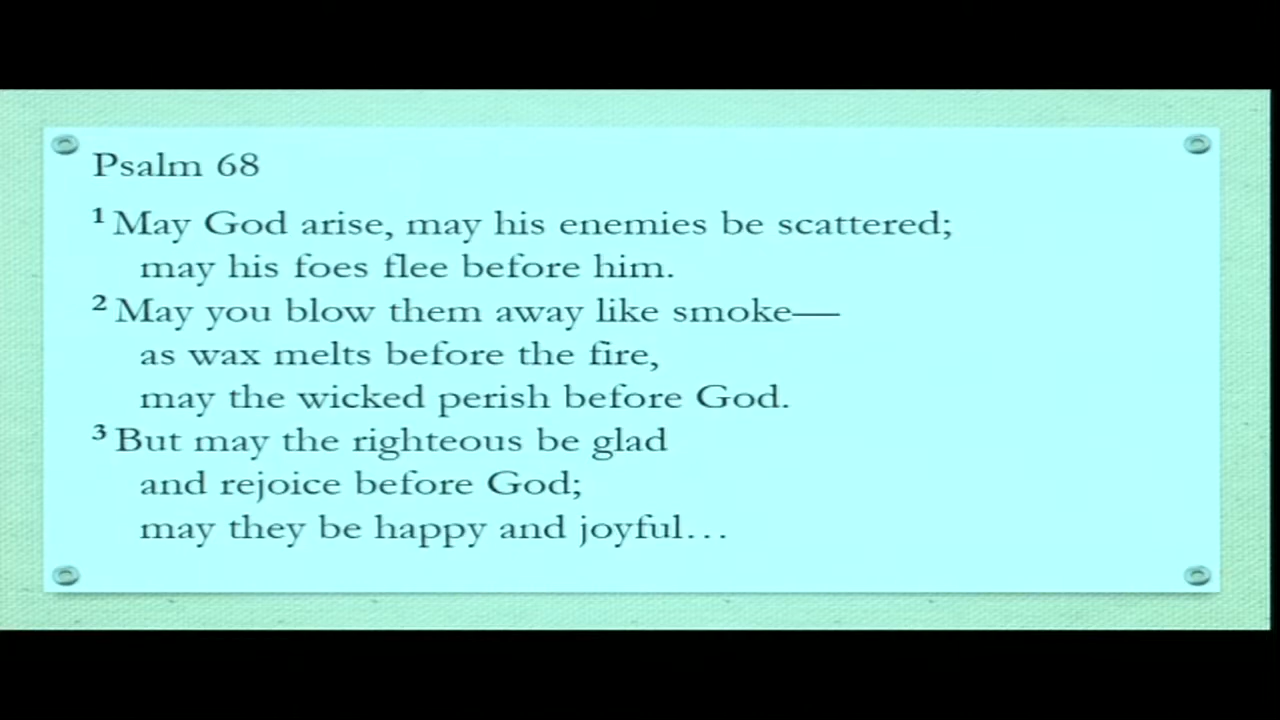 Psalm 68
¹ May God arise, may his enemies be scattered;
may his foes flee before him.
² May you blow them away like smoke—
as wax melts before the fire,
may the wicked perish before God.
³ But may the righteous be glad
and rejoice before God;
may they be happy and joyful…